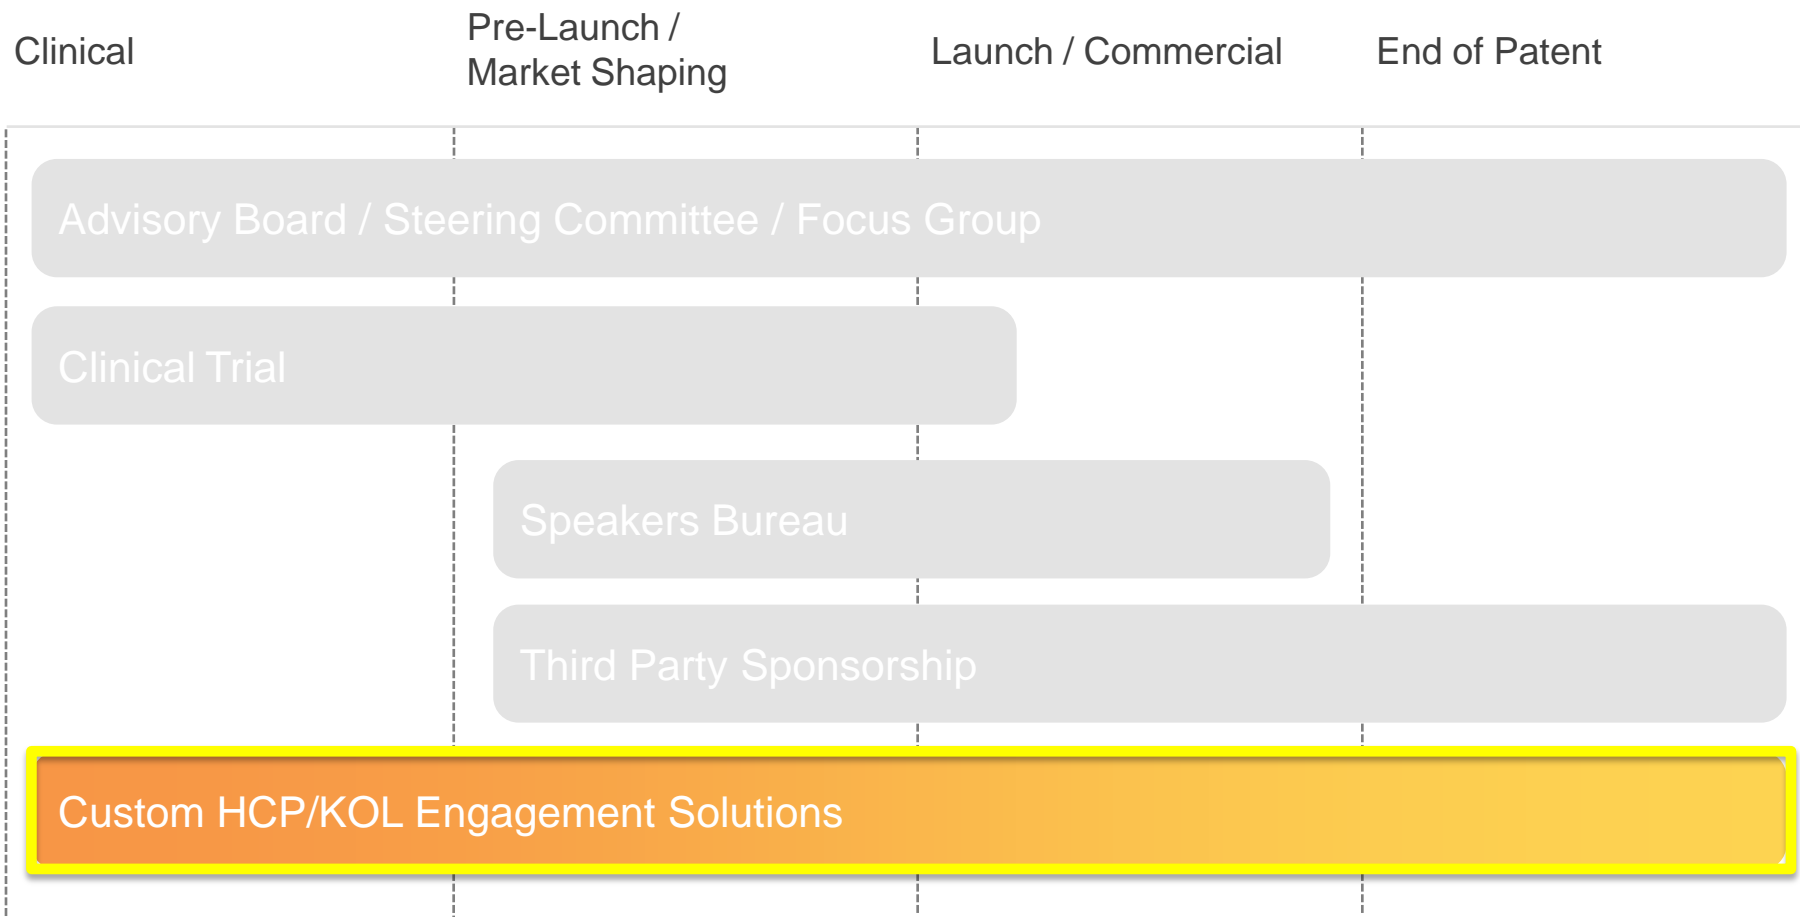 Clinical
Pre-Launch /
Market Shaping
Launch / Commercial
End of Patent
Advisory Board / Steering Committee / Focus Group
Clinical Trial
Speakers Bureau
Third Party Sponsorship
Custom HCP/KOL Engagement Solutions